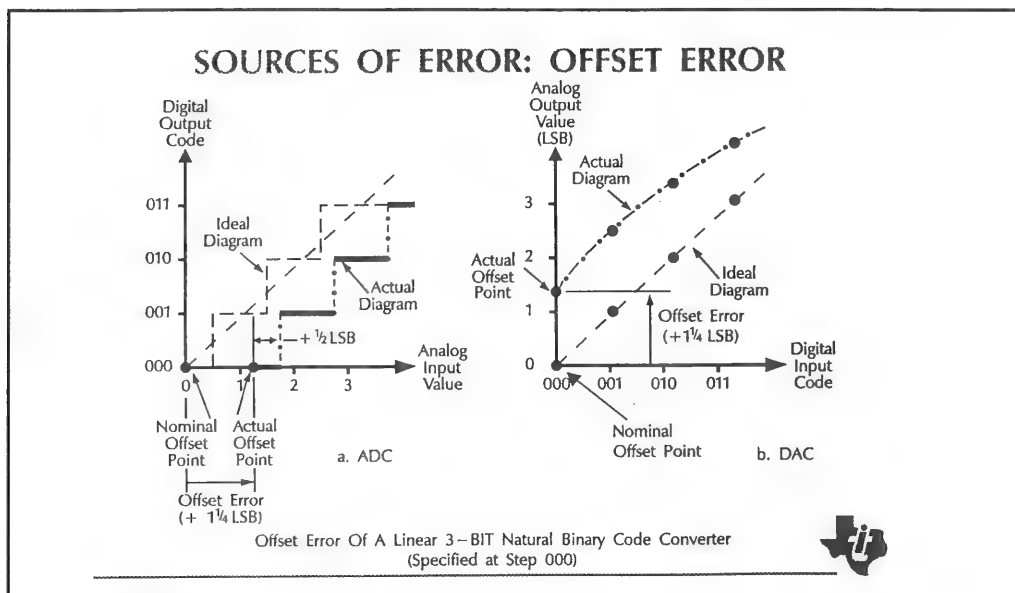 SOURCES OF ERROR: OFFSET ERROR
Digital
Output
Code
011
010
001
000
0
1
2
3
Ideal
Diagram
Actual
Diagram
+ 1/2 LSB
Analog
Input
Value
Nominal
Offset
Point
Actual
Offset
Point
a. ADC
Offset Error
(+ 1 1/4 LSB)
Analog
Output
Value
(LSB)
3
2
1
0
Actual
Diagram
Actual
Offset
Point
Ideal
Diagram
Offset Error
(+1 1/4 LSB)
000
001
010
011
Digital
Input
Code
Nominal
Offset Point
b. DAC
Offset Error Of A Linear 3-BIT Natural Binary Code Converter
(Specified at Step 000)